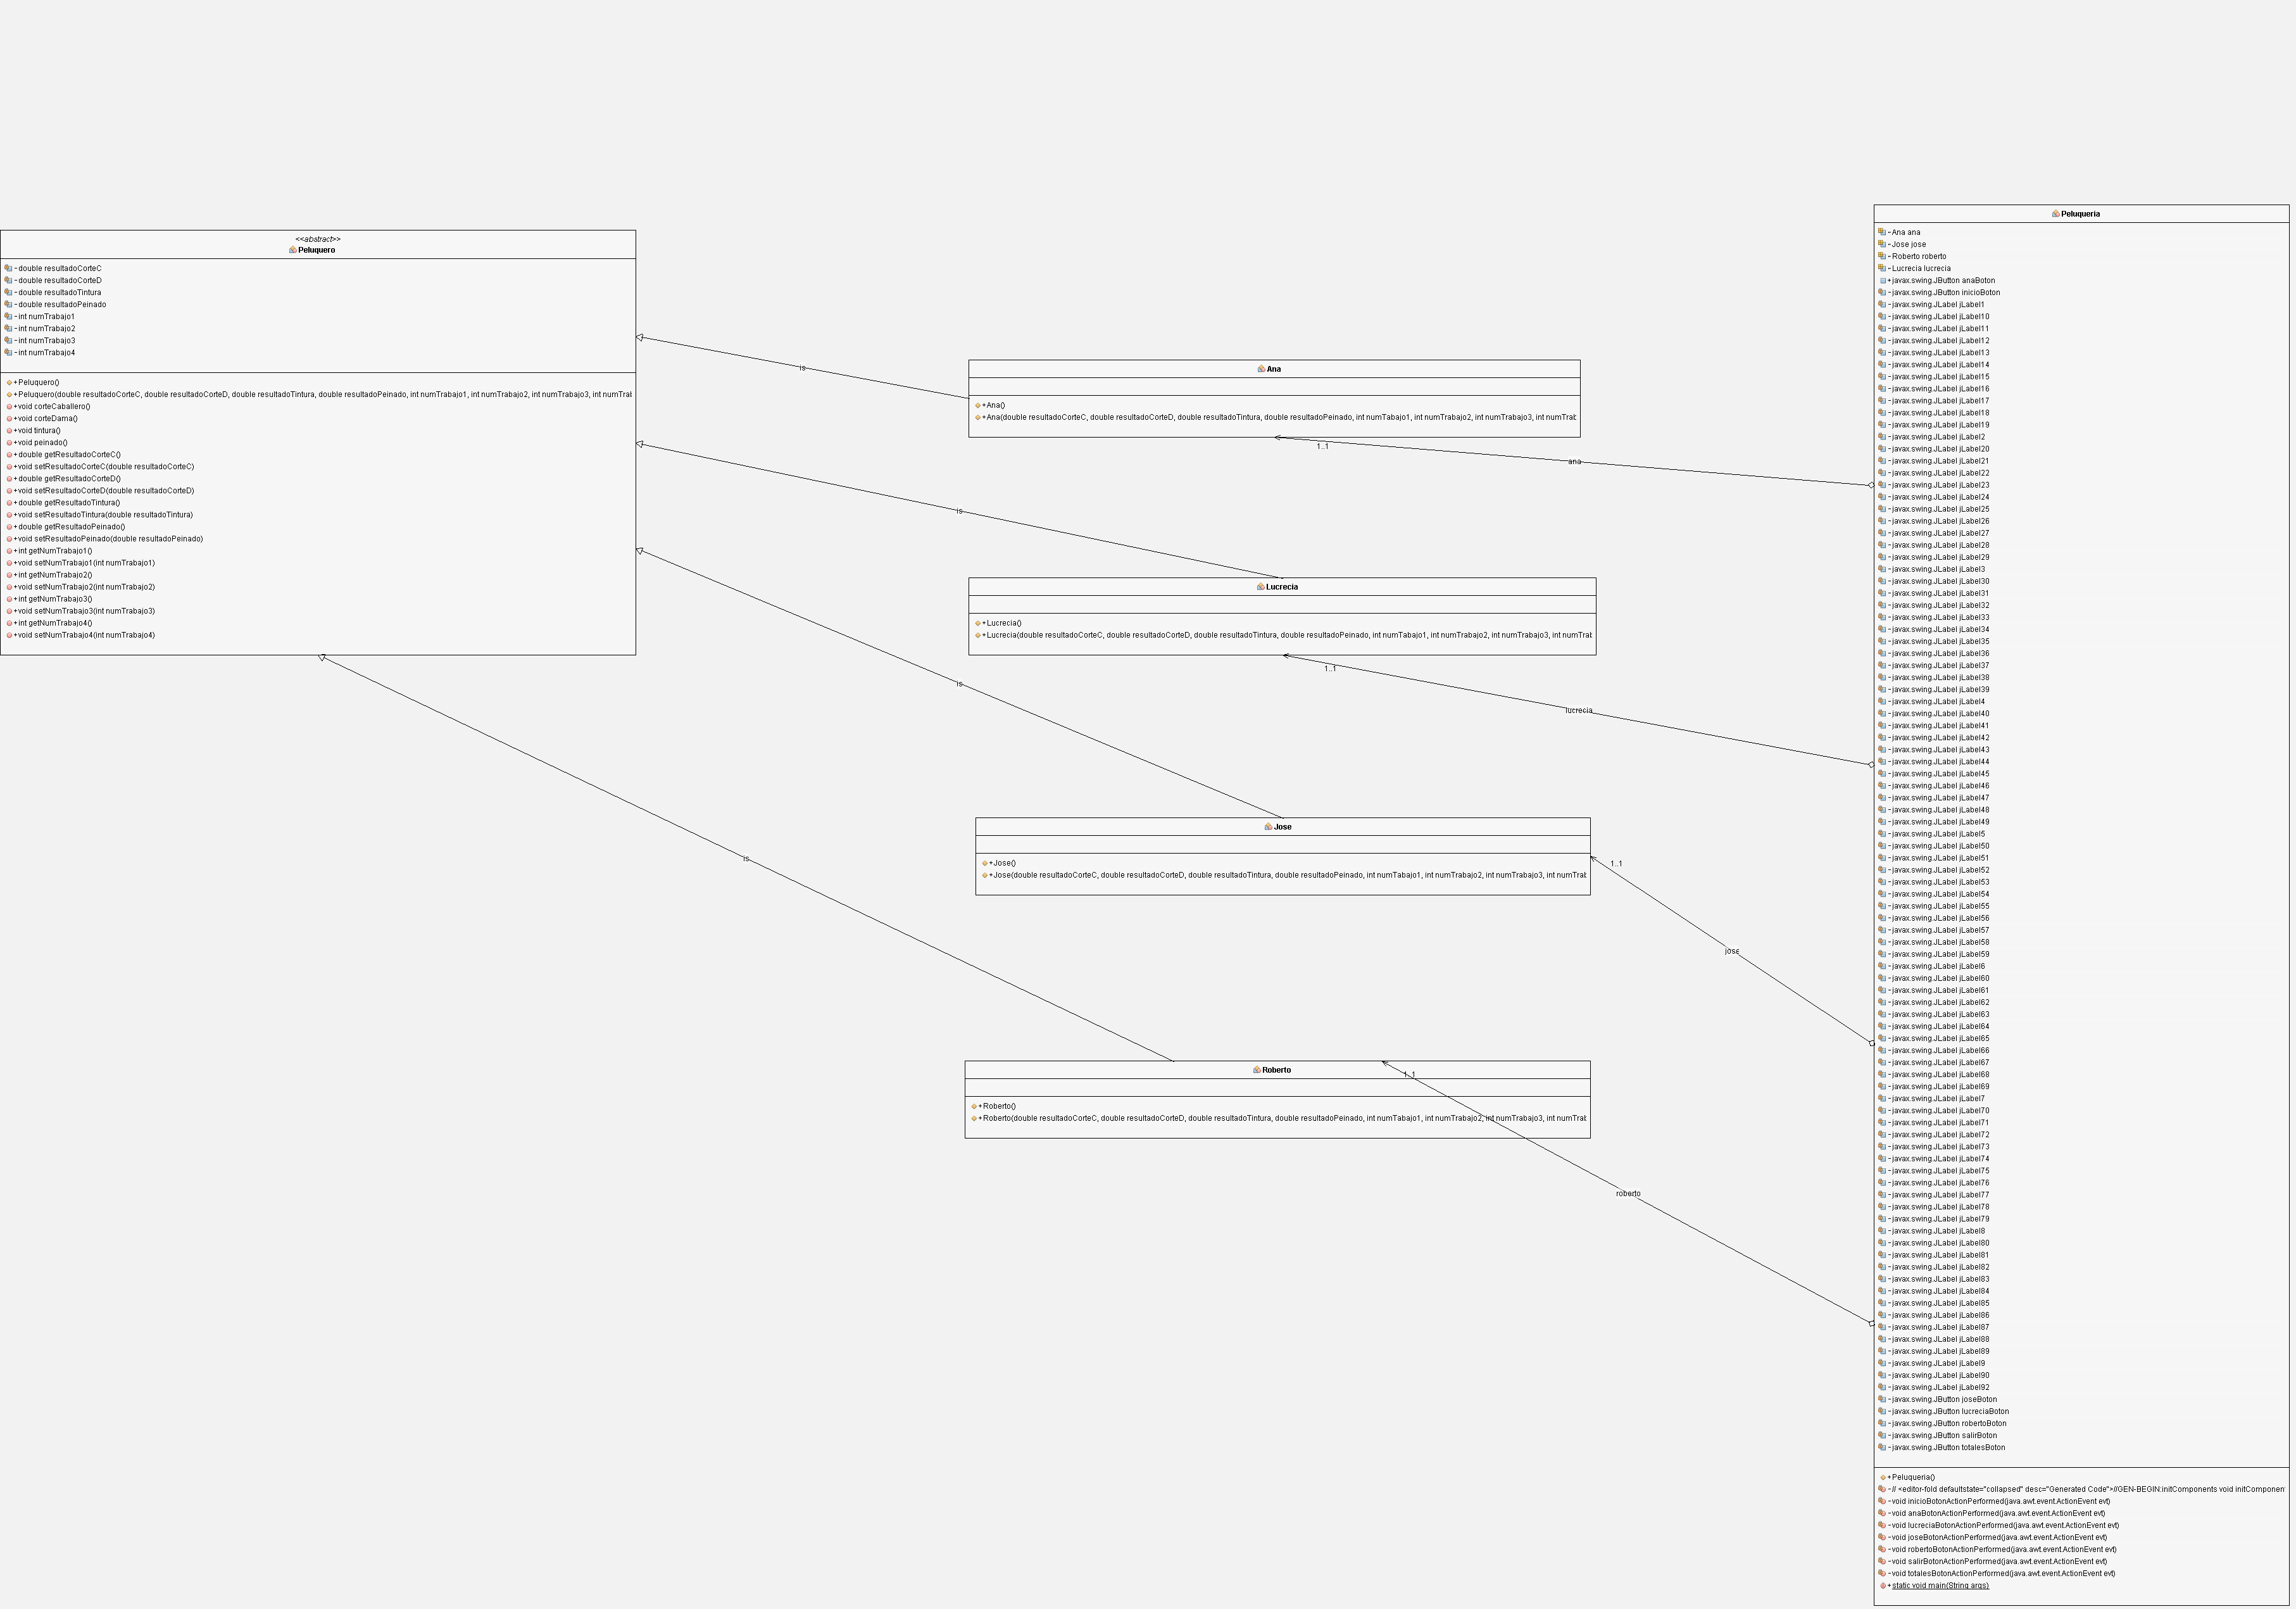 <<abstract>>
Peluquero
-double resultadoCorteC
-double resultadoCorteD
-double resultadoTintura
-double resultadoPeinado
-int numTrabajo1
-int numTrabajo2
-int numTrabajo3
-int numTrabajo4
+Peluquero()
+Peluquero(double resultadoCorteC, double resultadoCorteD, double resultadoTintura, double resultadoPeinado, int numTrabajo1, int numTrabajo2, int numTrabajo3, int numTral
+void corteCaballero()
+void corteDama()
+void tintura()
+void peinado()
+double getResultadoCorteC()
+void setResultadoCorteC(double resultadoCorteC)
+double getResultadoCorteD()
+void setResultadoCorteD(double resultadoCorteD)
+double getResultadoTintura()
+void setResultadoTintura(double resultadoTintura)
+double getResultadoPeinado()
+void setResultadoPeinado(double resultadoPeinado)
+int getNumTrabajo1()
+void setNumTrabajo1(int numTrabajo1)
+int getNumTrabajo2()
+void setNumTrabajo2(int numTrabajo2)
+int getNumTrabajo3()
+void setNumTrabajo3(int numTrabajo3)
+int getNumTrabajo4()
+void setNumTrabajo4(int numTrabajo4)
is
is
is
is
Ana
+Ana()
+Ana(double resultadoCorteC, double resultadoCorteD, double resultadoTintura, double resultadoPeinado, int numTabajo1, int numTrabajo2, int numTrabajo3, int numTrat
1..1
ana
Lucrecia
+Lucrecia()
+Lucrecia(double resultadoCorteC, double resultadoCorteD, double resultadoTintura, double resultadoPeinado, int numTabajo1, int numTrabajo2, int numTrabajo3, int numTrat
1..1
lucrecia
Jose
+Jose()
+Jose(double resultadoCorteC, double resultadoCorteD, double resultadoTintura, double resultadoPeinado, int numTabajo1, int numTrabajo2, int numTrabajo3, int numTrat
1..1
jose
Roberto
+Roberto()
+Roberto(double resultadoCorteC, double resultadoCorteD, double resultadoTintura, double resultadoPeinado, int numTabajo1, int numTrabajo2, int numTrabajo3, int numTrat
1..1
roberto
Peluqueria
-Ana ana
-Jose jose
-Roberto roberto
-Lucrecia lucrecia
+javax.swing.JButton anaBoton
-javax.swing.JButton inicioBoton
-javax.swing.JLabel jLabel1
-javax.swing.JLabel jLabel10
-javax.swing.JLabel jLabel11
-javax.swing.JLabel jLabel12
-javax.swing.JLabel jLabel13
-javax.swing.JLabel jLabel14
-javax.swing.JLabel jLabel15
-javax.swing.JLabel jLabel16
-javax.swing.JLabel jLabel17
-javax.swing.JLabel jLabel18
-javax.swing.JLabel jLabel19
-javax.swing.JLabel jLabel2
-javax.swing.JLabel jLabel20
-javax.swing.JLabel jLabel21
-javax.swing.JLabel jLabel22
-javax.swing.JLabel jLabel23
-javax.swing.JLabel jLabel24
-javax.swing.JLabel jLabel25
-javax.swing.JLabel jLabel26
-javax.swing.JLabel jLabel27
-javax.swing.JLabel jLabel28
-javax.swing.JLabel jLabel29
-javax.swing.JLabel jLabel3
-javax.swing.JLabel jLabel30
-javax.swing.JLabel jLabel31
-javax.swing.JLabel jLabel32
-javax.swing.JLabel jLabel33
-javax.swing.JLabel jLabel34
-javax.swing.JLabel jLabel35
-javax.swing.JLabel jLabel36
-javax.swing.JLabel jLabel37
-javax.swing.JLabel jLabel38
-javax.swing.JLabel jLabel39
-javax.swing.JLabel jLabel4
-javax.swing.JLabel jLabel40
-javax.swing.JLabel jLabel41
-javax.swing.JLabel jLabel42
-javax.swing.JLabel jLabel43
-javax.swing.JLabel jLabel44
-javax.swing.JLabel jLabel45
-javax.swing.JLabel jLabel46
-javax.swing.JLabel jLabel47
-javax.swing.JLabel jLabel48
-javax.swing.JLabel jLabel49
-javax.swing.JLabel jLabel5
-javax.swing.JLabel jLabel50
-javax.swing.JLabel jLabel51
-javax.swing.JLabel jLabel52
-javax.swing.JLabel jLabel53
-javax.swing.JLabel jLabel54
-javax.swing.JLabel jLabel55
-javax.swing.JLabel jLabel56
-javax.swing.JLabel jLabel57
-javax.swing.JLabel jLabel58
-javax.swing.JLabel jLabel59
-javax.swing.JLabel jLabel6
-javax.swing.JLabel jLabel60
-javax.swing.JLabel jLabel61
-javax.swing.JLabel jLabel62
-javax.swing.JLabel jLabel63
-javax.swing.JLabel jLabel64
-javax.swing.JLabel jLabel65
-javax.swing.JLabel jLabel66
-javax.swing.JLabel jLabel67
-javax.swing.JLabel jLabel68
-javax.swing.JLabel jLabel69
-javax.swing.JLabel jLabel7
-javax.swing.JLabel jLabel70
-javax.swing.JLabel jLabel71
-javax.swing.JLabel jLabel72
-javax.swing.JLabel jLabel73
-javax.swing.JLabel jLabel74
-javax.swing.JLabel jLabel75
-javax.swing.JLabel jLabel76
-javax.swing.JLabel jLabel77
-javax.swing.JLabel jLabel78
-javax.swing.JLabel jLabel79
-javax.swing.JLabel jLabel8
-javax.swing.JLabel jLabel80
-javax.swing.JLabel jLabel81
-javax.swing.JLabel jLabel82
-javax.swing.JLabel jLabel83
-javax.swing.JLabel jLabel84
-javax.swing.JLabel jLabel85
-javax.swing.JLabel jLabel86
-javax.swing.JLabel jLabel87
-javax.swing.JLabel jLabel88
-javax.swing.JLabel jLabel89
-javax.swing.JLabel jLabel9
-javax.swing.JLabel jLabel90
-javax.swing.JLabel jLabel92
-javax.swing.JButton joseBoton
-javax.swing.JButton lucreciaBoton
-javax.swing.JButton robertoBoton
-javax.swing.JButton salirBoton
-javax.swing.JButton totalesBoton
+Peluqueria()
-// <editor-fold defaultstate="collapsed" desc="Generated Code">//GEN-BEGIN:initComponents void initComponen
-void inicioBotonActionPerformed(java.awt.event.ActionEvent evt)
-void anaBotonActionPerformed(java.awt.event.ActionEvent evt)
-void lucreciaBotonActionPerformed(java.awt.event.ActionEvent evt)
-void joseBotonActionPerformed(java.awt.event.ActionEvent evt)
-void robertoBotonActionPerformed(java.awt.event.ActionEvent evt)
-void salirBotonActionPerformed(java.awt.event.ActionEvent evt)
-void totalesBotonActionPerformed(java.awt.event.ActionEvent evt)
+static void main(String args)